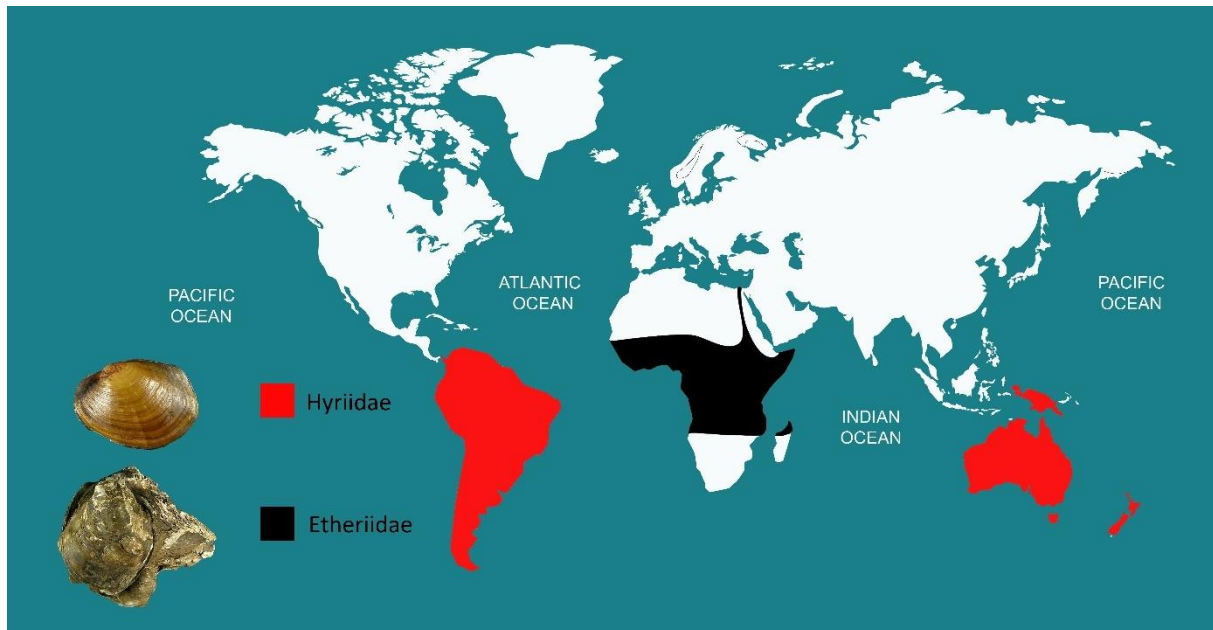 ATLANTIC
OCEAN
PACIFIC
OCEAN
PACIFIC
OCEAN
Hyriidae
INDIAN
OCEAN
Etheriidae